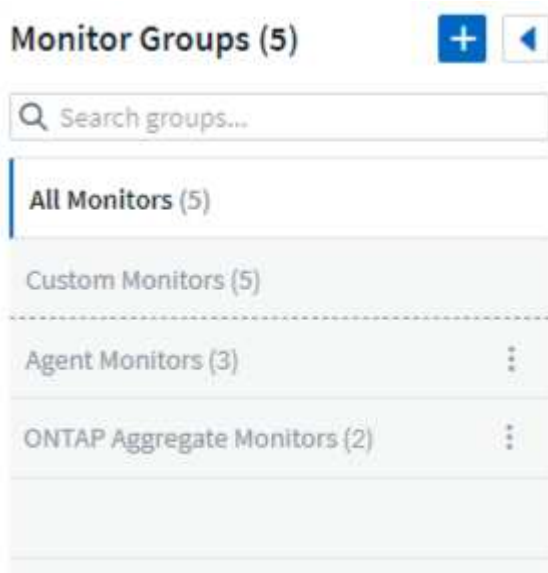 Monitor Groups (5)
Search groups...
All Monitors (5)
Custom Monitors (5)
Agent Monitors (3)
ONTAP Aggregate Monitors (2)